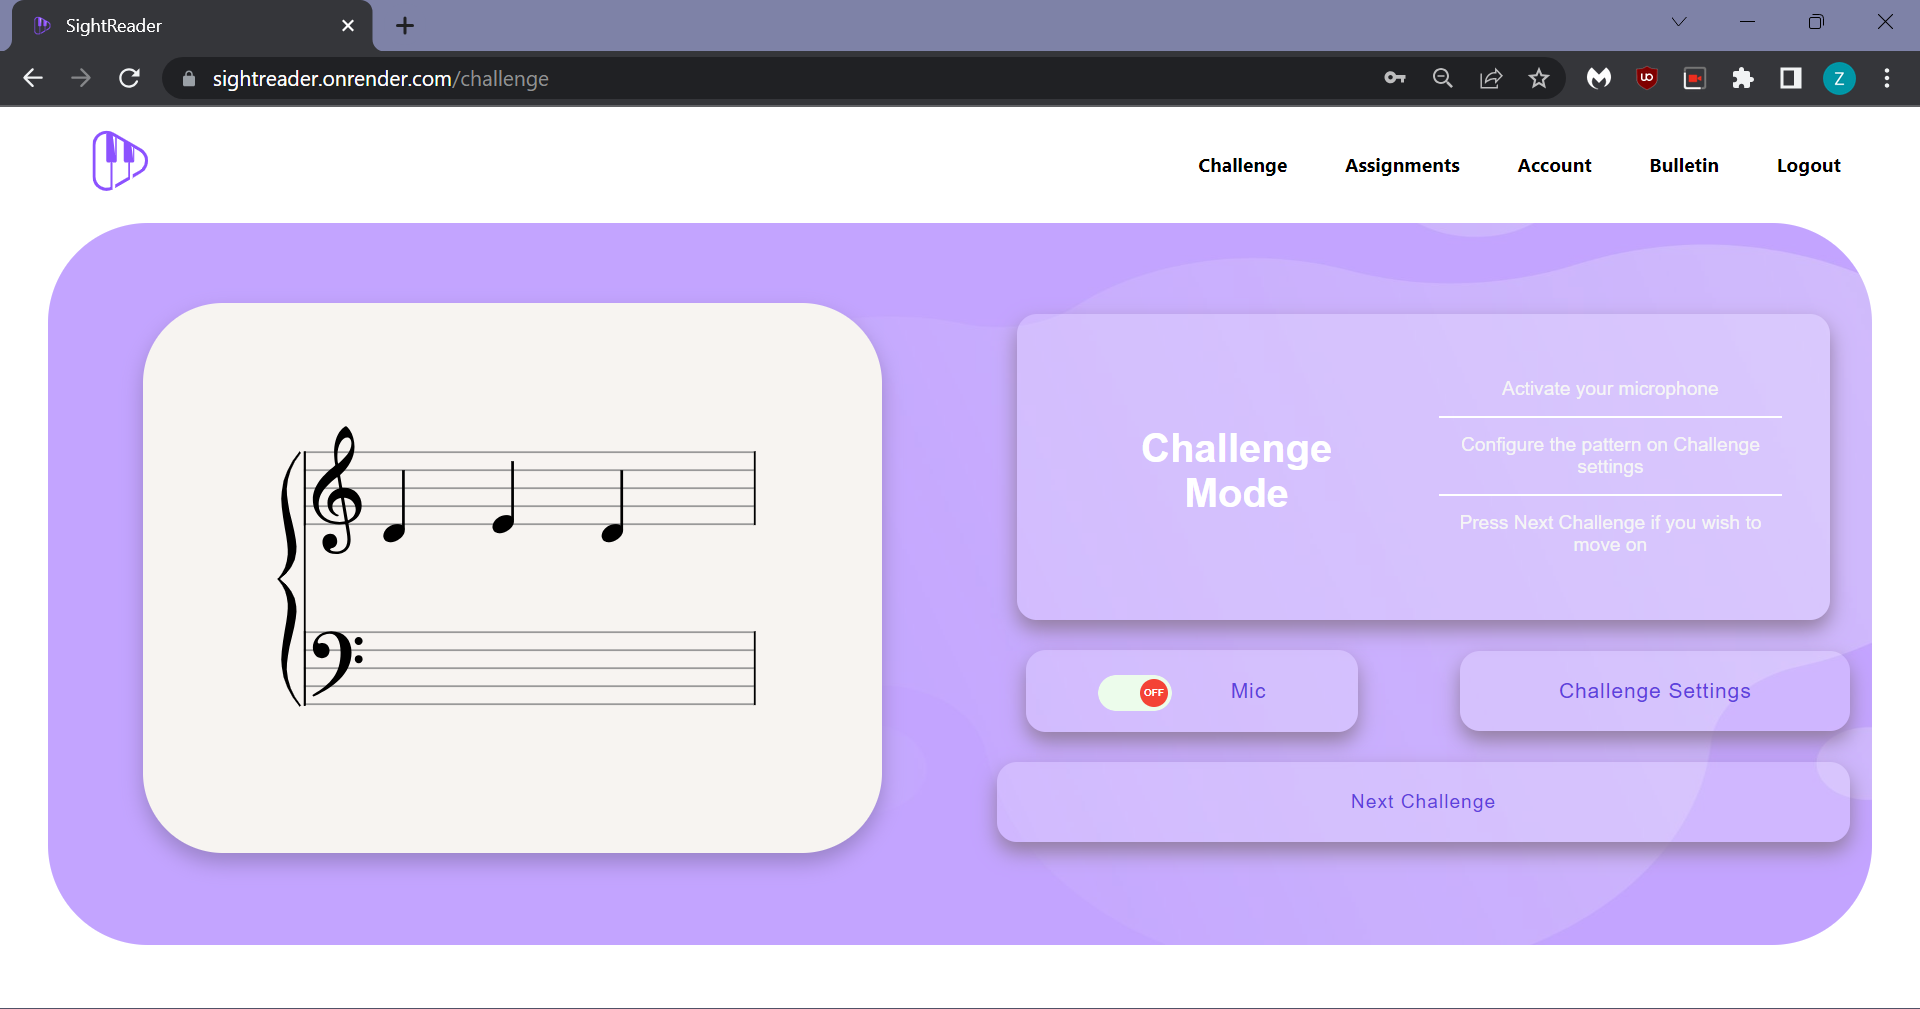 SightReader
sightreader.onrender.com/challenge
Z
Challenge Assignments Account Bulletin Logout
Challenge
Mode
Activate your microphone
Configure the pattern on Challenge
settings
Press Next Challenge if you wish to
move on
OFF
Mic
Challenge Settings
Next Challenge